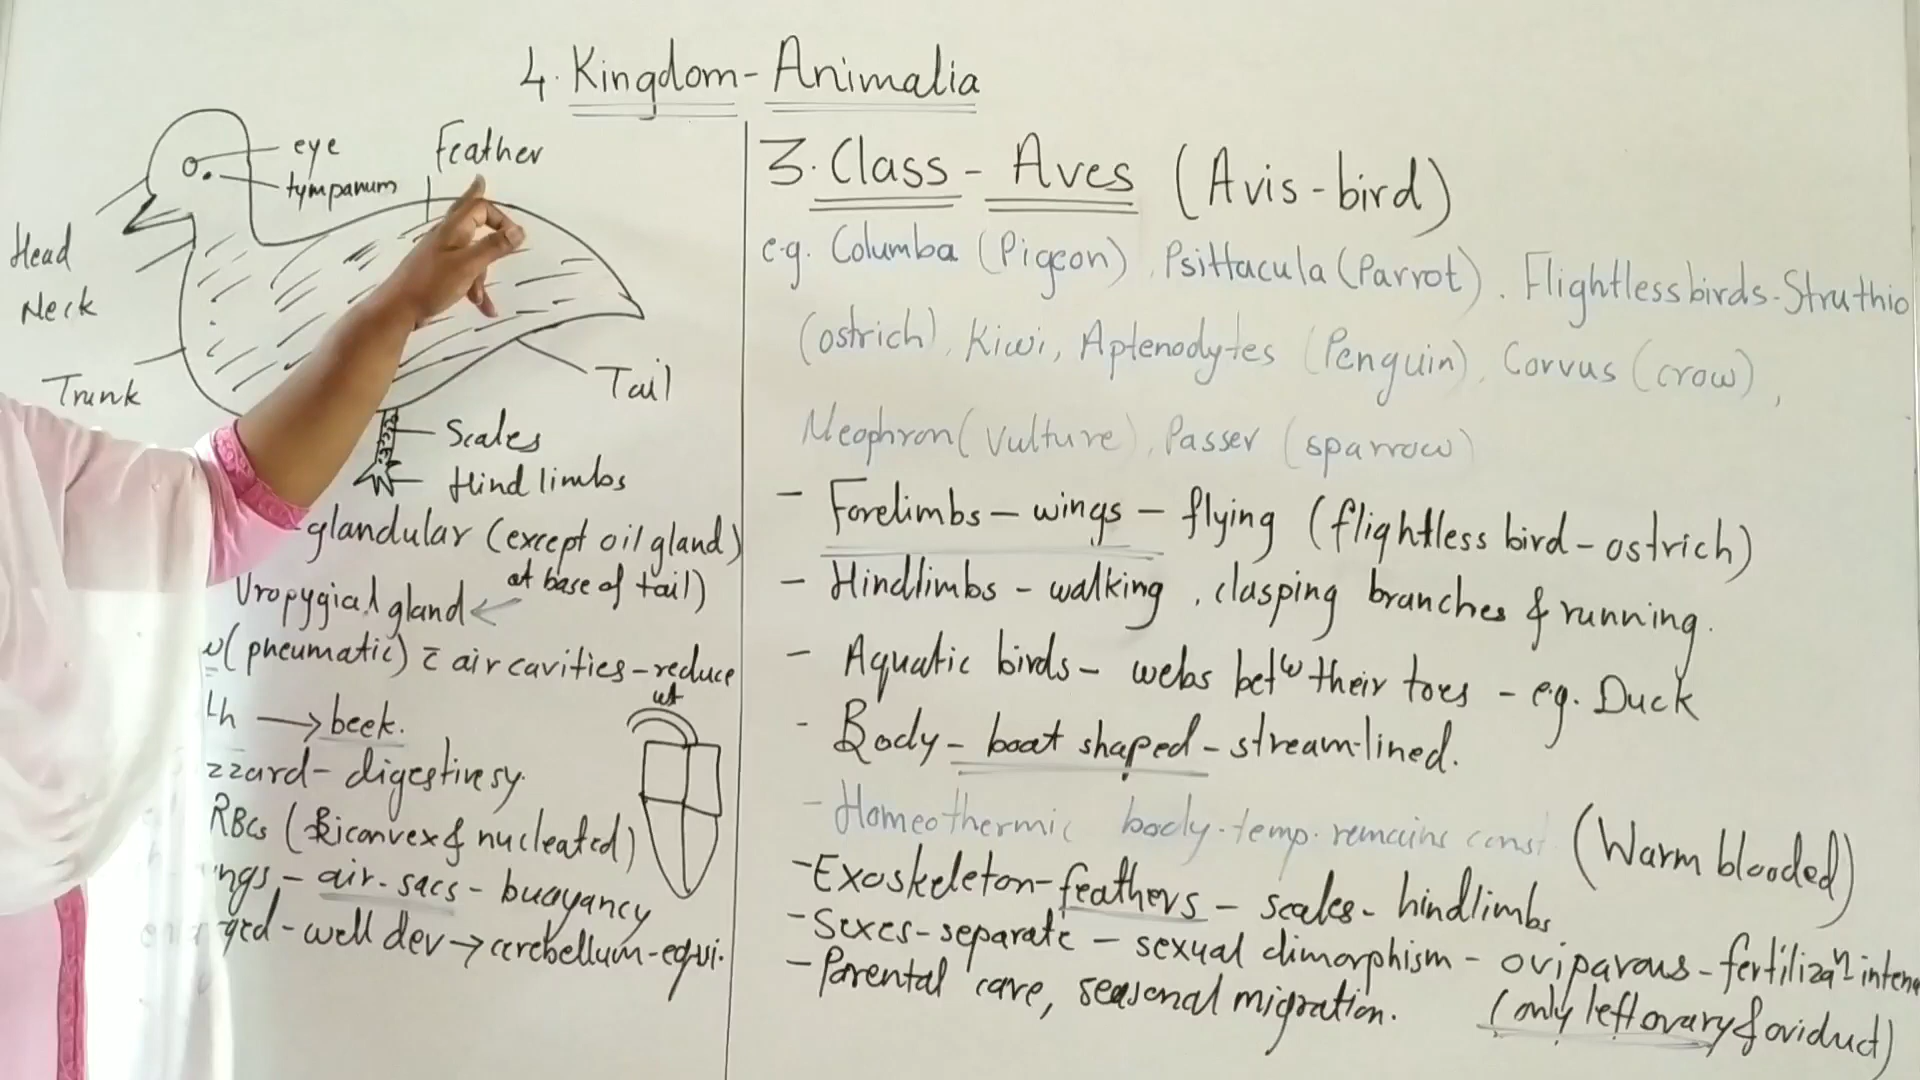 4. Kingdom - Animalia
eye
tympanum
Feather
Head
Neck
Trunk
Tail
Scales
Hind limbs
glandular (except oil gland)
at base of tail)
Uropygial gland
(pneumatic) c̄ air cavities - reduce
wt
th → beek.
zzard - digestive sy.
RBCs (Biconvex & nucleated)
ngs - air-sacs - buoyancy
ged - well dev → cerebellum - equi.
3. Class - Aves (Avis - bird)
e.g. Columba (Pigeon), Psittacula (Parrot). Flightless birds - Struthio
(ostrich), Kiwi, Aptenodytes (Penguin), Corvus (crow),
Neophron (vulture), Passer (sparrow)
- Forelimbs - wings - flying (flightless bird - ostrich)
- Hindlimbs - walking, clasping branches & running.
- Aquatic birds - webs betw their toes - e.g. Duck
- Body - boat shaped - stream-lined.
- Homeothermic body-temp. remains const. (Warm blooded)
- Exoskeleton - feathers - scales - hindlimbs
- Sexes - separate - sexual dimorphism - oviparous - fertilizan intern
- Parental care, seasonal migration. (only left ovary & oviduct)